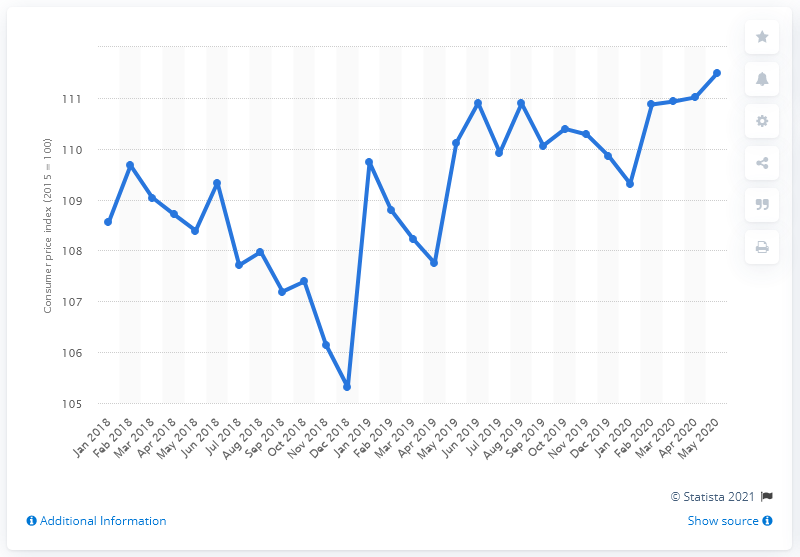 Consumer price index (2015 = 100)
111
110
109
108
107
106
105
Jan 2018
Feb 2018
Mar 2018
Apr 2018
May 2018
Jun 2018
Jul 2018
Aug 2018
Sep 2018
Oct 2018
Nov 2018
Dec 2018
Jan 2019
Feb 2019
Mar 2019
Apr 2019
May 2019
Jun 2019
Jul 2019
Aug 2019
Sep 2019
Oct 2019
Nov 2019
Dec 2019
Jan 2020
Feb 2020
Mar 2020
Apr 2020
May 2020
© Statista 2021
Additional Information
Show source